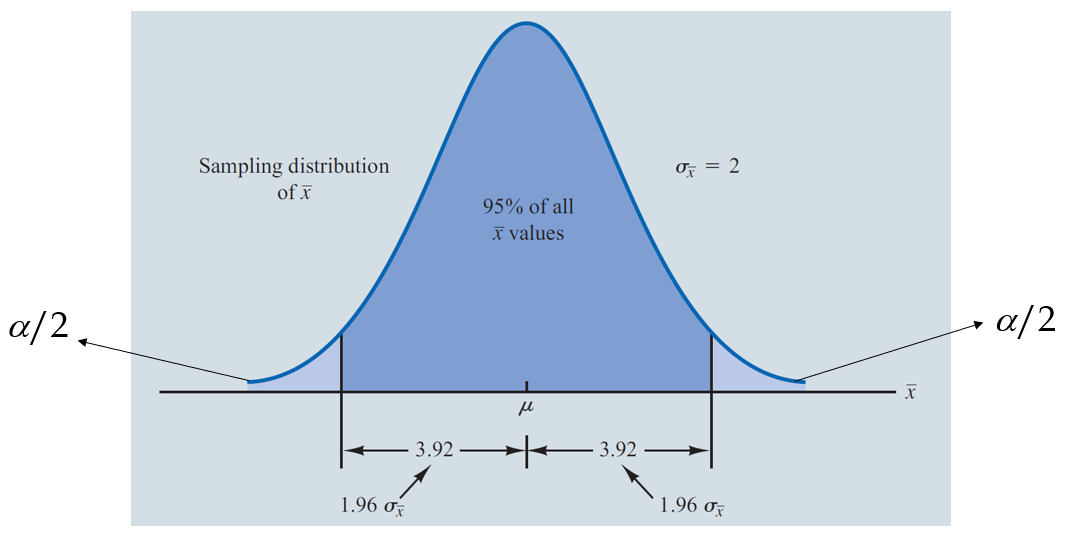 Sampling distribution
of x̄
σx̄ = 2
95% of all
x̄ values
α/2
α/2
x̄
μ
3.92
3.92
1.96 σx̄
1.96 σx̄